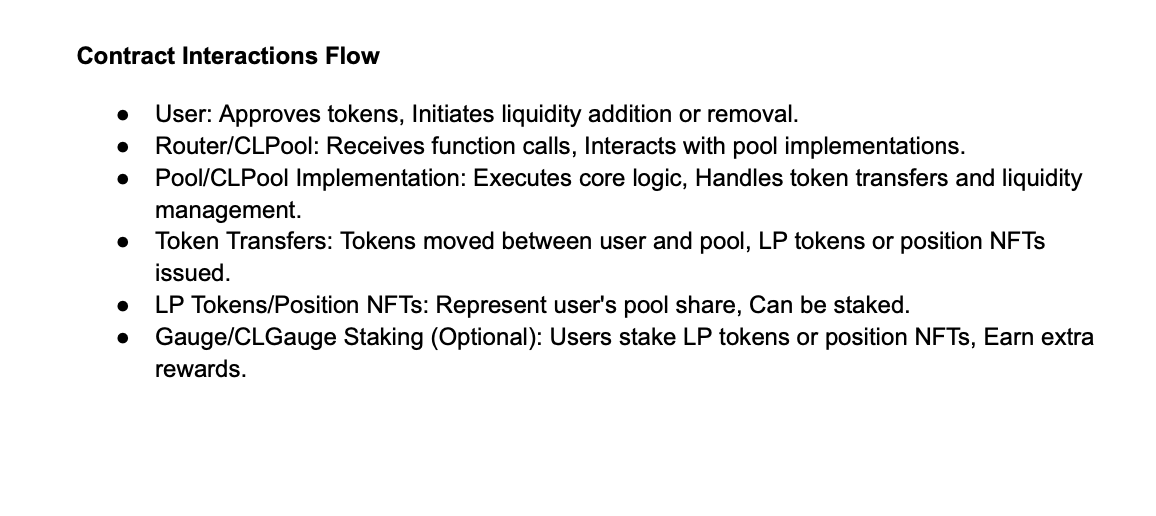 Contract Interactions Flow
● User: Approves tokens, Initiates liquidity addition or removal.
● Router/CLPool: Receives function calls, Interacts with pool implementations.
● Pool/CLPool Implementation: Executes core logic, Handles token transfers and liquidity
management.
● Token Transfers: Tokens moved between user and pool, LP tokens or position NFTs
issued.
● LP Tokens/Position NFTs: Represent user's pool share, Can be staked.
● Gauge/CLGauge Staking (Optional): Users stake LP tokens or position NFTs, Earn extra
rewards.